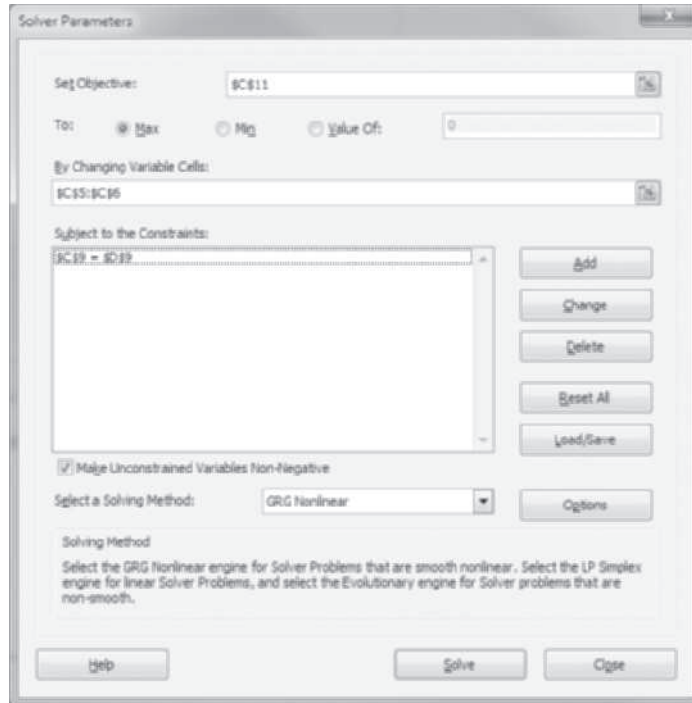 Solver Parameters
x
Set Objective:
$C$11
To:
Max
Min
Value Of:
0
By Changing Variable Cells:
$C$5:$C$6
Subject to the Constraints:
$C$9 = $D$9
Add
Change
Delete
Reset All
Load/Save
Make Unconstrained Variables Non-Negative
Select a Solving Method:
GRG Nonlinear
Options
Solving Method
Select the GRG Nonlinear engine for Solver Problems that are smooth nonlinear. Select the LP Simplex
engine for linear Solver Problems, and select the Evolutionary engine for Solver problems that are
non-smooth.
Help
Solve
Close